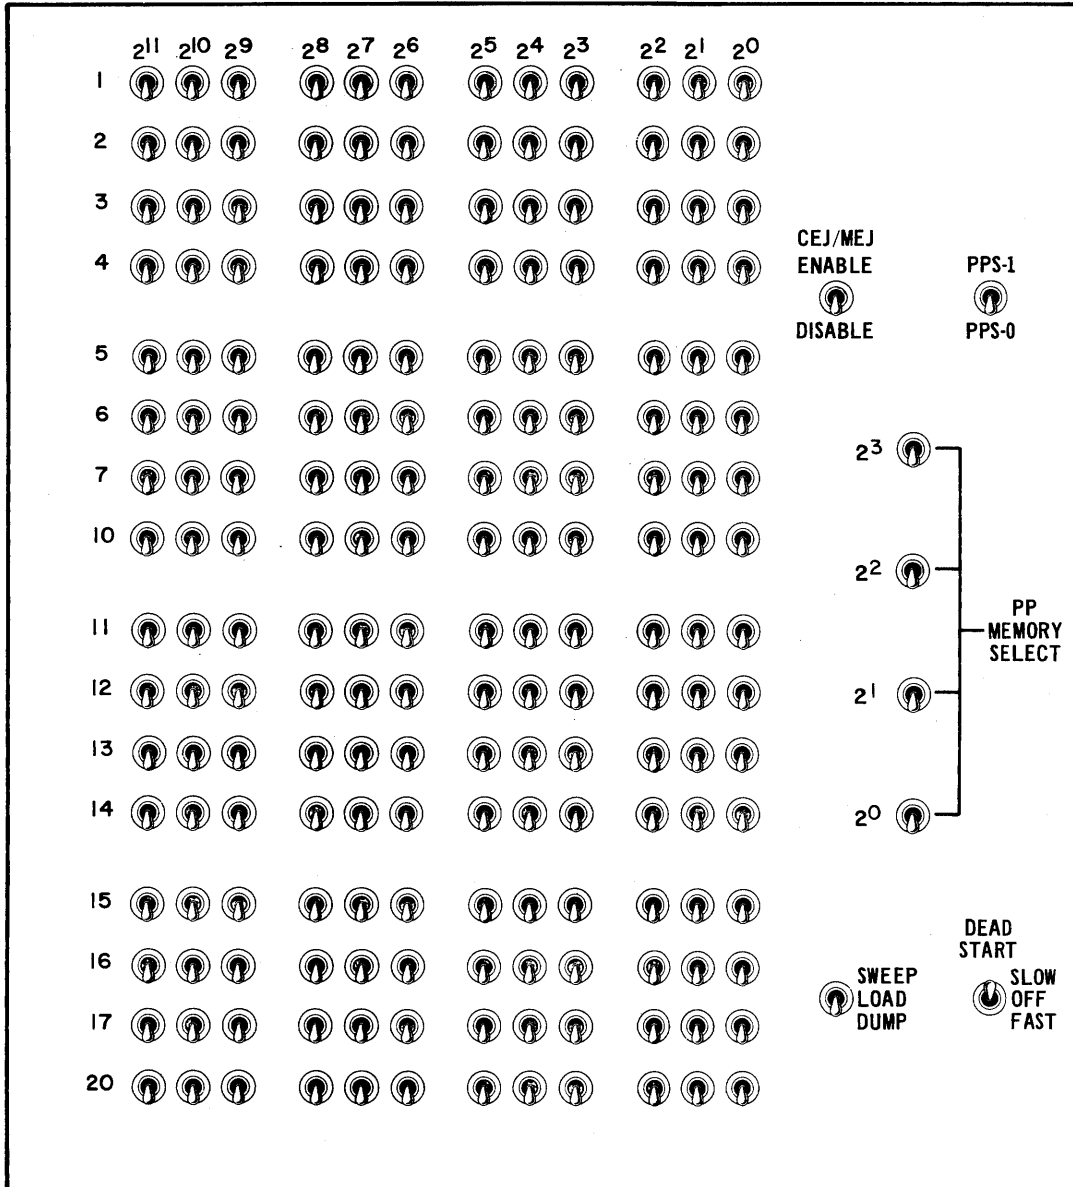 2¹¹ 2¹⁰ 2⁹ 2⁸ 2⁷ 2⁶ 2⁵ 2⁴ 2³ 2² 2¹ 2⁰
1
2
3
4
5
6
7
10
11
12
13
14
15
16
17
20
CEJ/MEJ
ENABLE
DISABLE
PPS-1
PPS-0
2³
2²
2¹
2⁰
PP
MEMORY
SELECT
SWEEP
LOAD
DUMP
DEAD
START
SLOW
OFF
FAST